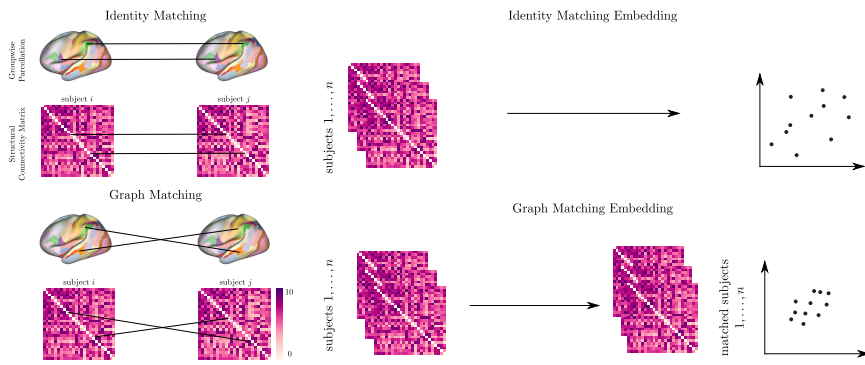 Identity Matching
Groupwise
Parcellation
subject i
subject j
Structural
Connectivity Matrix
Graph Matching
subject i
subject j
10
0
Identity Matching Embedding
subjects 1, . . . , n
Graph Matching Embedding
subjects 1, . . . , n
matched subjects
1, . . . , n